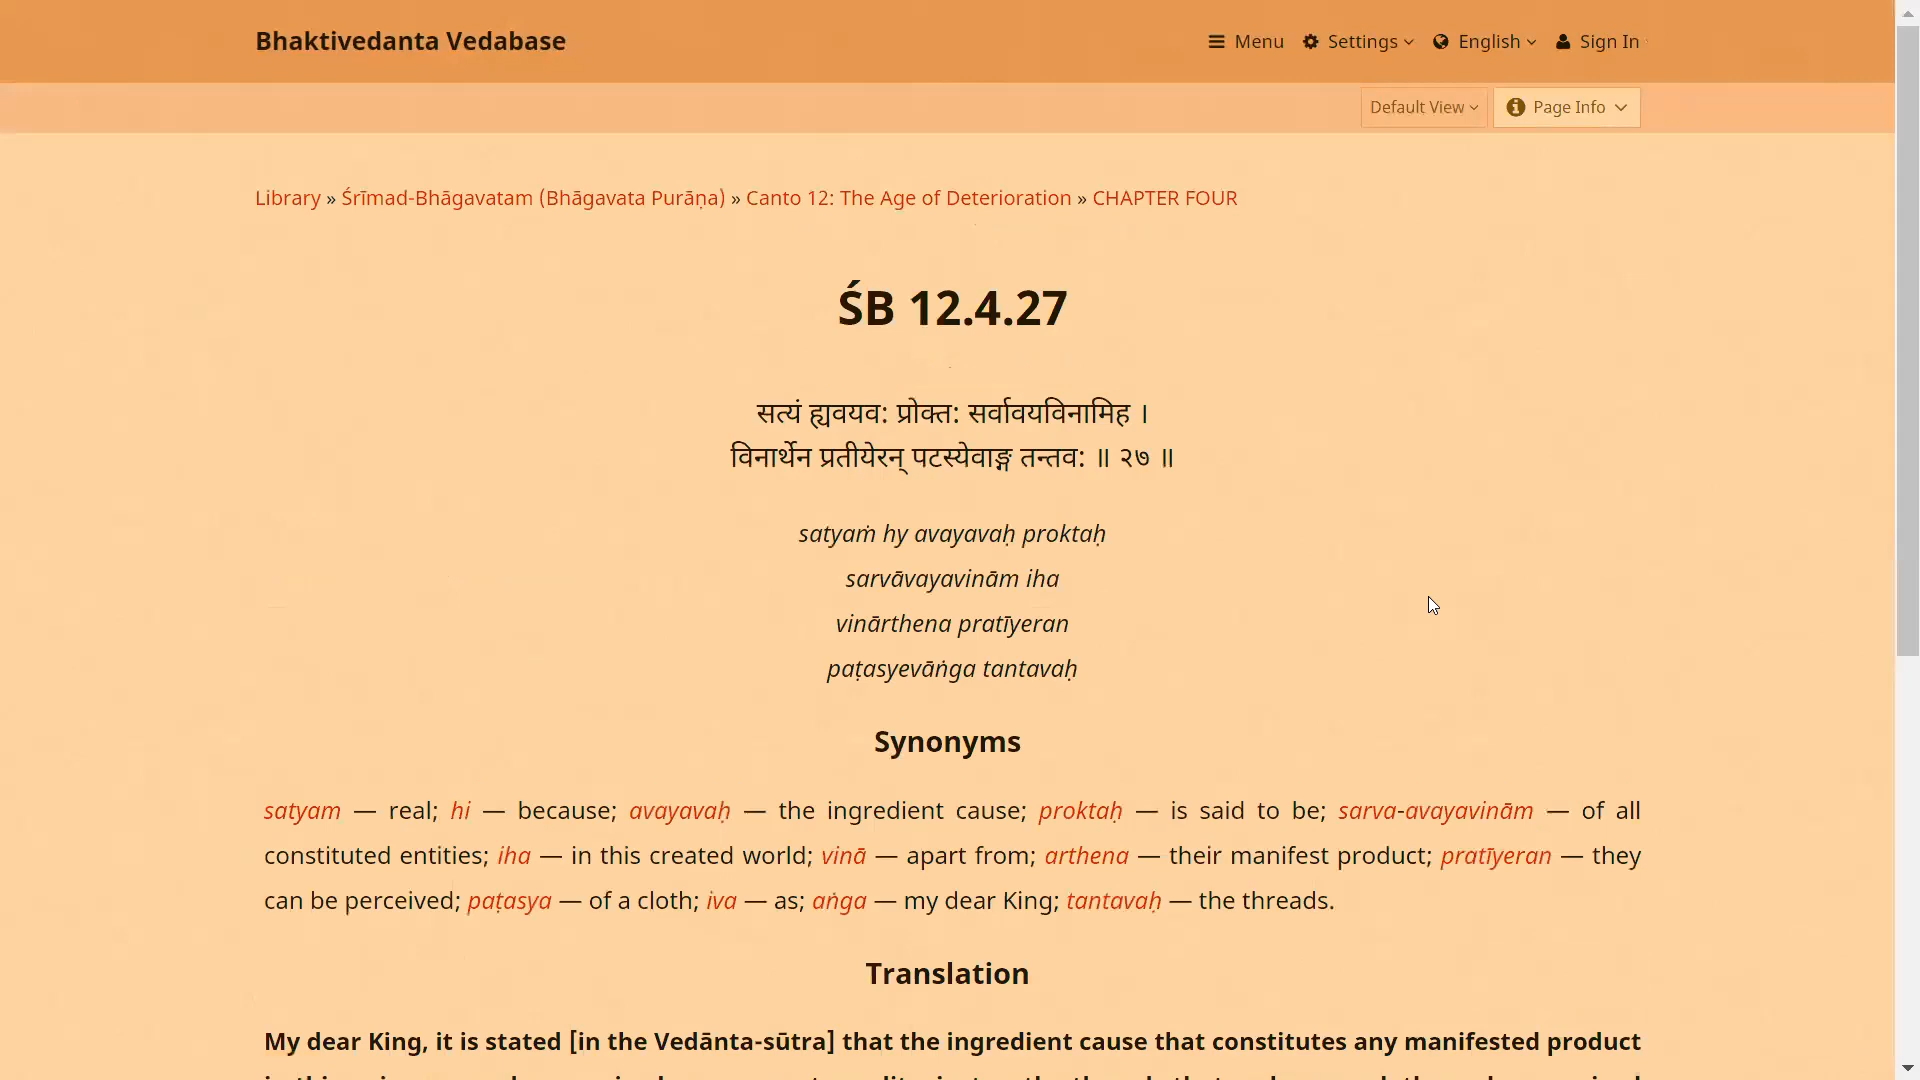 Bhaktivedanta Vedabase
Menu Settings English Sign In
Default View Page Info
Library » Śrīmad-Bhāgavatam (Bhāgavata Purāṇa) » Canto 12: The Age of Deterioration » CHAPTER FOUR
ŚB 12.4.27
सत्यं ह्यवयव: प्रोक्त: सर्वावयविनामिह ।
विनार्थेन प्रतीयेरन् पटस्येवाङ्ग तन्तव: ॥ २७ ॥
satyaṁ hy avayavaḥ proktaḥ
sarvāvayavinām iha
vinārthena pratīyeran
paṭasyevāṅga tantavaḥ
Synonyms
satyam — real; hi — because; avayavaḥ — the ingredient cause; proktaḥ — is said to be; sarva-avayavinām — of all
constituted entities; iha — in this created world; vinā — apart from; arthena — their manifest product; pratīyeran — they
can be perceived; paṭasya — of a cloth; iva — as; aṅga — my dear King; tantavaḥ — the threads.
Translation
My dear King, it is stated [in the Vedānta-sūtra] that the ingredient cause that constitutes any manifested product